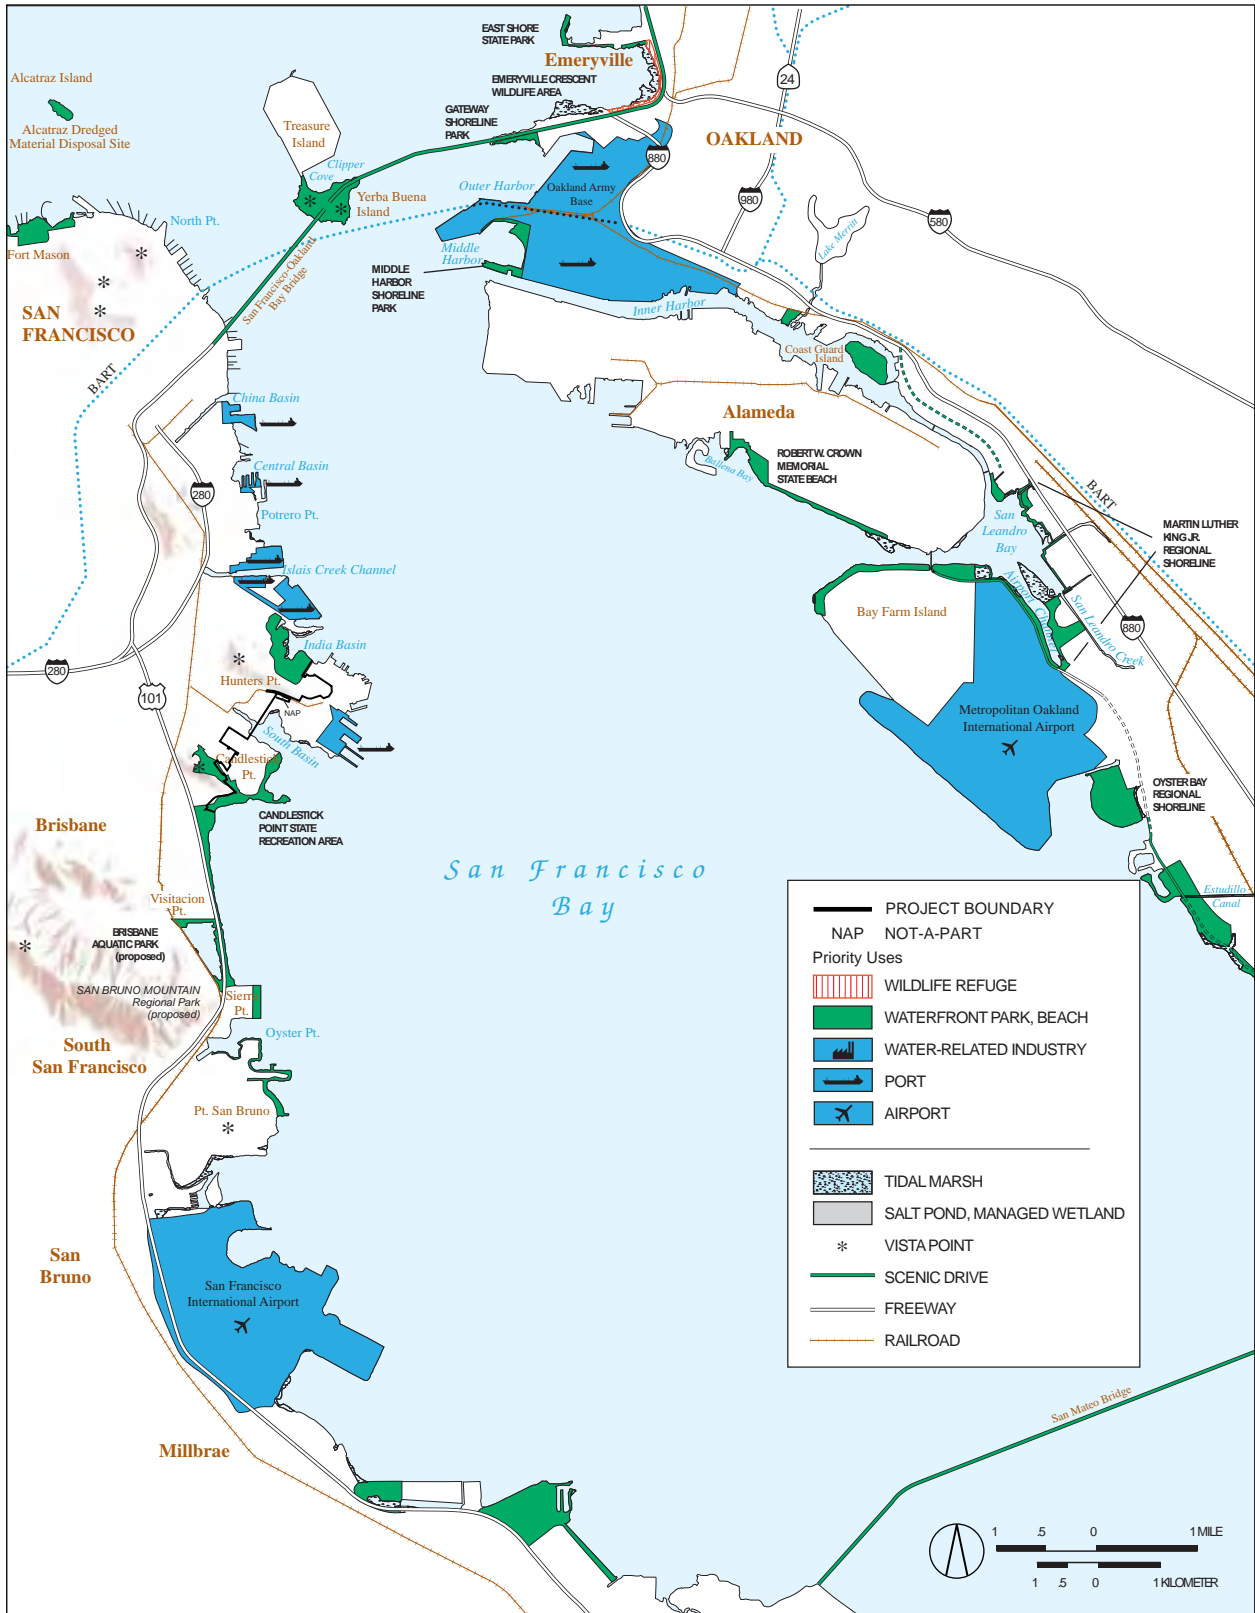 EAST SHORE
STATE PARK
Emeryville
EMERYVILLE CRESCENT
WILDLIFE AREA
GATEWAY
SHORELINE
PARK
24
Alcatraz Island
Alcatraz Dredged
Material Disposal Site
Treasure
Island
Clipper
Cove
Yerba Buena
Island
880
OAKLAND
Outer Harbor
Oakland Army
Base
980
580
Lake Merritt
North Pt.
Fort Mason
San Francisco-Oakland
Bay Bridge
Middle
Harbor
MIDDLE
HARBOR
SHORELINE
PARK
Inner Harbor
SAN
FRANCISCO
BART
Coast Guard
Island
China Basin
Alameda
Central Basin
280
Potrero Pt.
Ballena Bay
ROBERT W. CROWN
MEMORIAL
STATE BEACH
BART
San
Leandro
Bay
MARTIN LUTHER
KING JR.
REGIONAL
SHORELINE
Islais Creek Channel
Airport
Channel
Bay Farm Island
San Leandro Creek
880
India Basin
280
Hunters Pt.
101
NAP
South Basin
Metropolitan Oakland
International Airport
Candlestick
Pt.
OYSTER BAY
REGIONAL
SHORELINE
CANDLESTICK
POINT STATE
RECREATION AREA
Brisbane
San Francisco
Bay
Estudillo
Canal
Visitacion
Pt.
BRISBANE
AQUATIC PARK
(proposed)
SAN BRUNO MOUNTAIN
Regional Park
(proposed)
Sierra
Pt.
Oyster Pt.
South
San Francisco
Pt. San Bruno
PROJECT BOUNDARY
NAP NOT-A-PART
Priority Uses
WILDLIFE REFUGE
WATERFRONT PARK, BEACH
WATER-RELATED INDUSTRY
PORT
AIRPORT
TIDAL MARSH
SALT POND, MANAGED WETLAND
* VISTA POINT
SCENIC DRIVE
FREEWAY
RAILROAD
San
Bruno
San Francisco
International Airport
Millbrae
San Mateo Bridge
1 .5 0 1 MILE
1 .5 0 1 KILOMETER